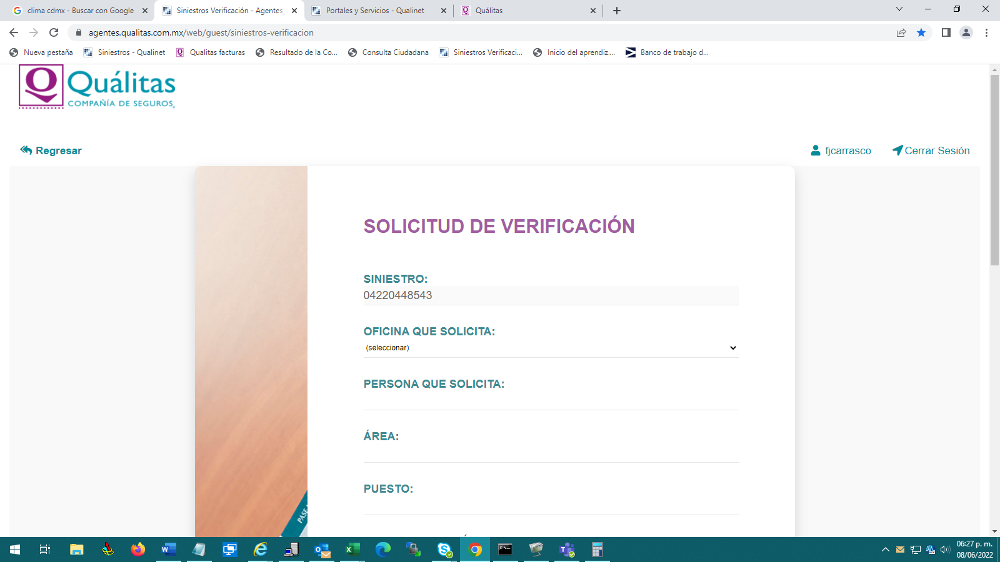 clima cdmx - Buscar con Google
Siniestros Verificación - Agentes_
Portales y Servicios - Qualinet
Quálitas
agentes.qualitas.com.mx/web/guest/siniestros-verificacion
Nueva pestaña
Siniestros - Qualinet
Qualitas facturas
Resultado de la Co...
Consulta Ciudadana
Siniestros Verificaci...
Inicio del aprendiz....
Banco de trabajo d...
Q Quálitas
COMPAÑÍA DE SEGUROS.
Regresar
fjcarrasco
Cerrar Sesión
SOLICITUD DE VERIFICACIÓN
SINIESTRO:
04220448543
OFICINA QUE SOLICITA:
(seleccionar)
PERSONA QUE SOLICITA:
ÁREA:
PUESTO:
PASE
06:27 p. m.
08/06/2022